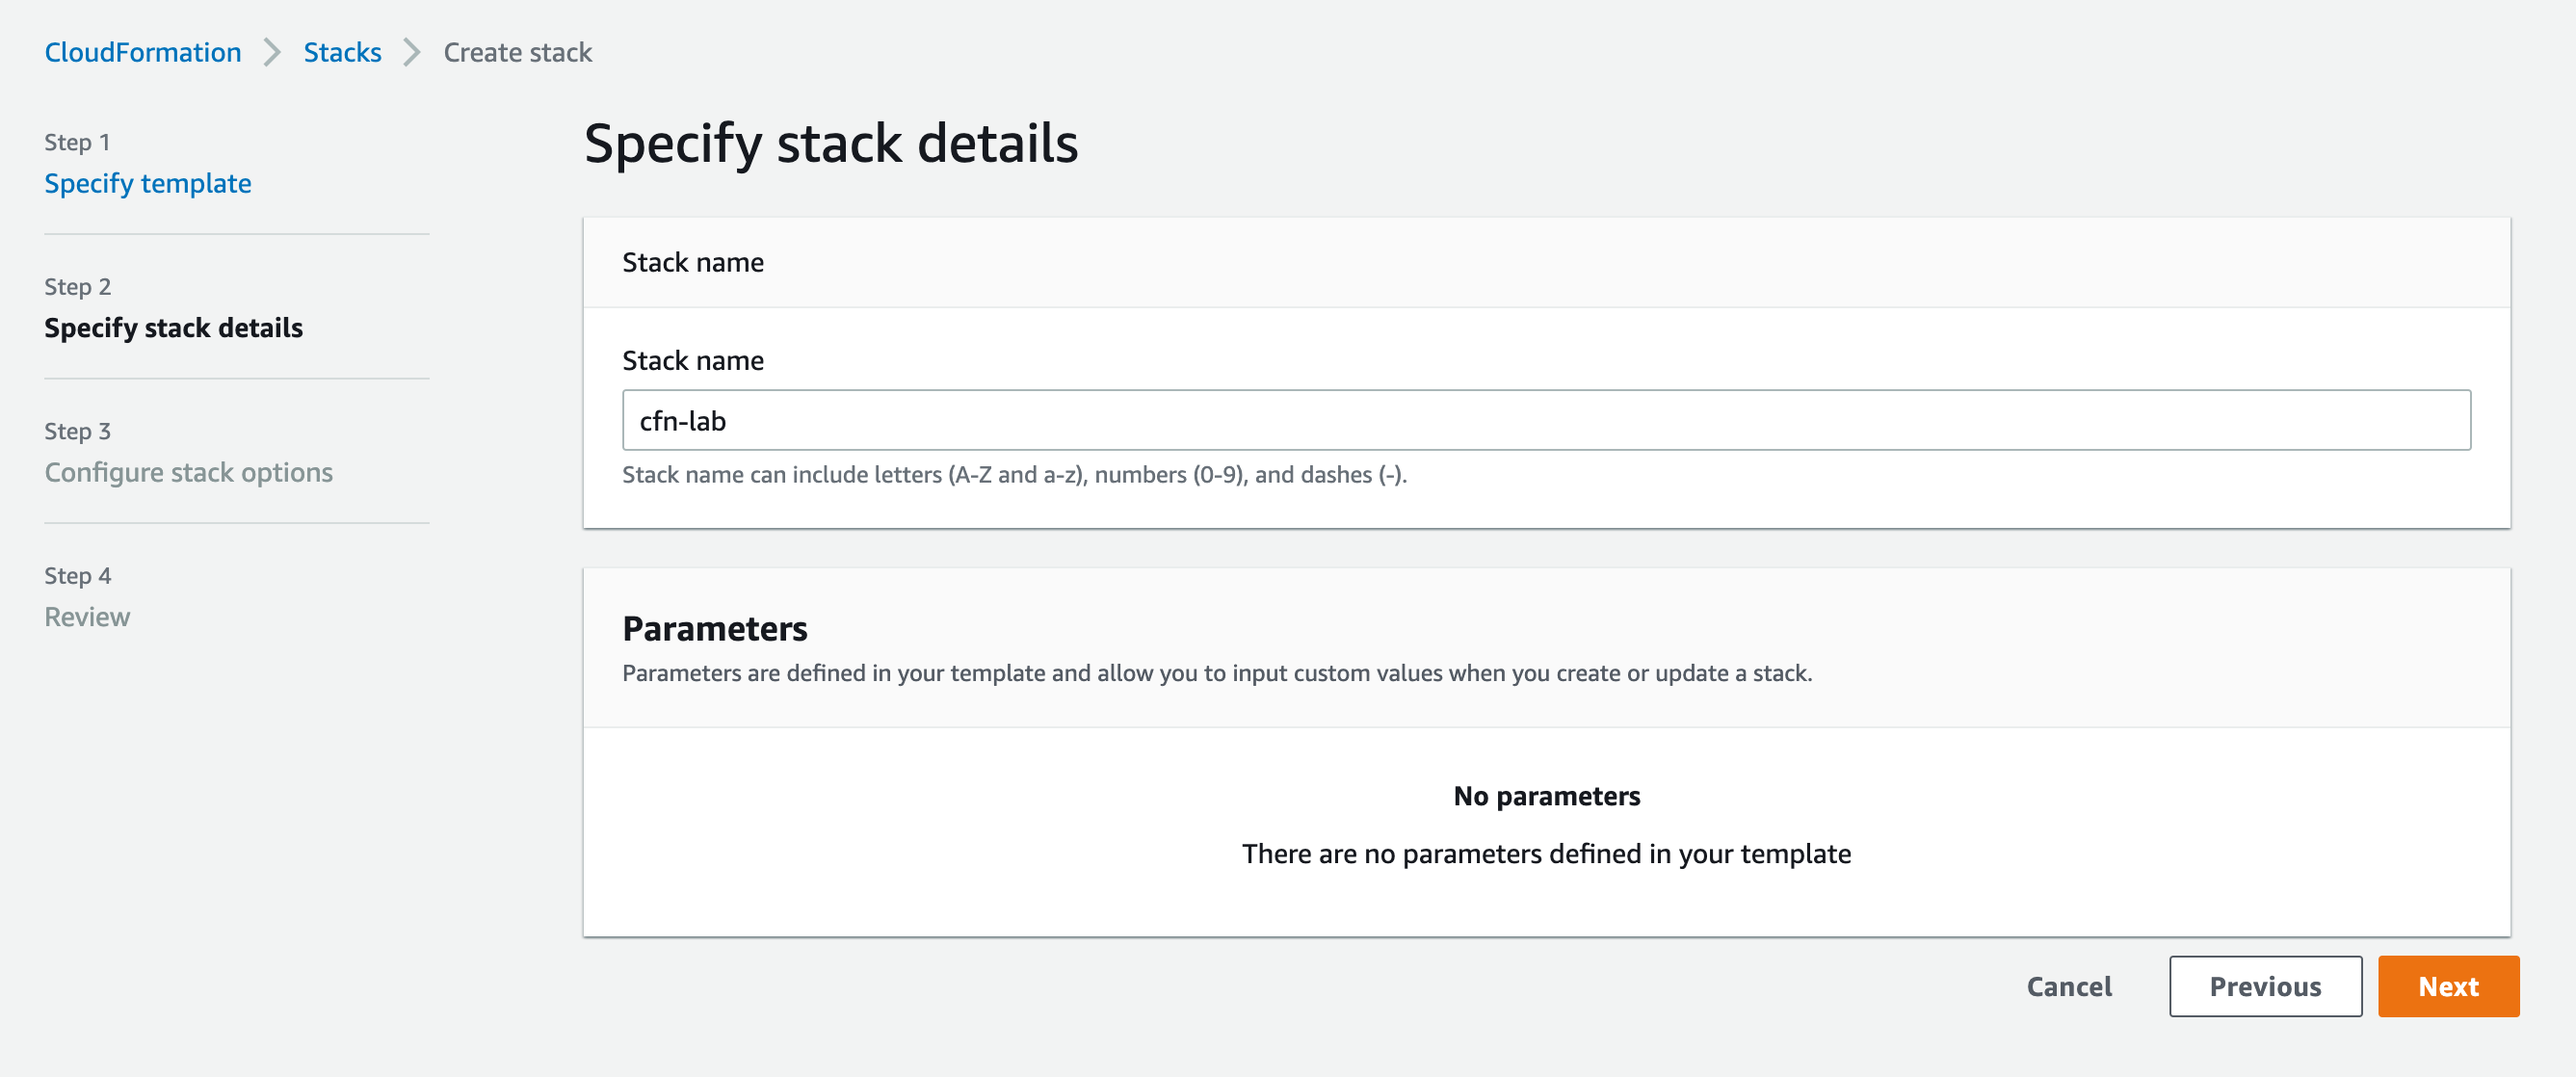 CloudFormation > Stacks > Create stack
Step 1
Specify template
Step 2
Specify stack details
Step 3
Configure stack options
Step 4
Review
Specify stack details
Stack name
Stack name
cfn-lab
Stack name can include letters (A-Z and a-z), numbers (0-9), and dashes (-).
Parameters
Parameters are defined in your template and allow you to input custom values when you create or update a stack.
No parameters
There are no parameters defined in your template
Cancel Previous Next